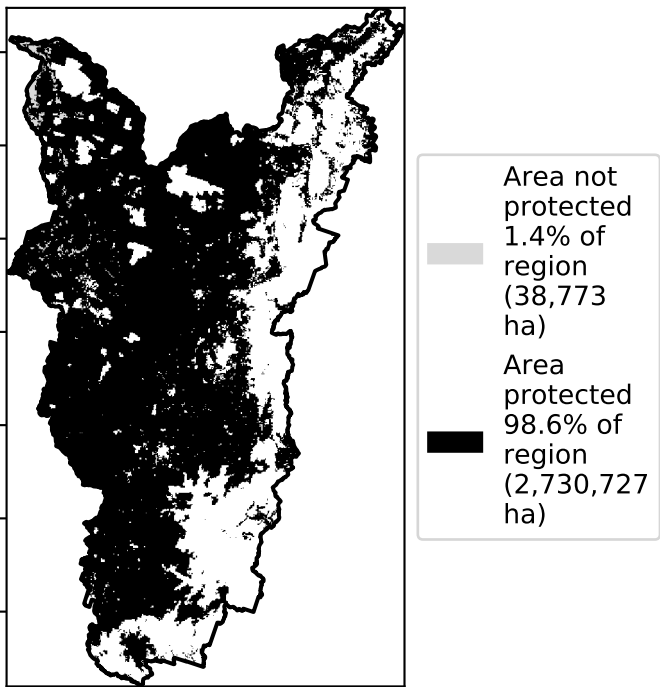 Area not
protected
1.4% of
region
(38,773
ha)
Area
protected
98.6% of
region
(2,730,727
ha)